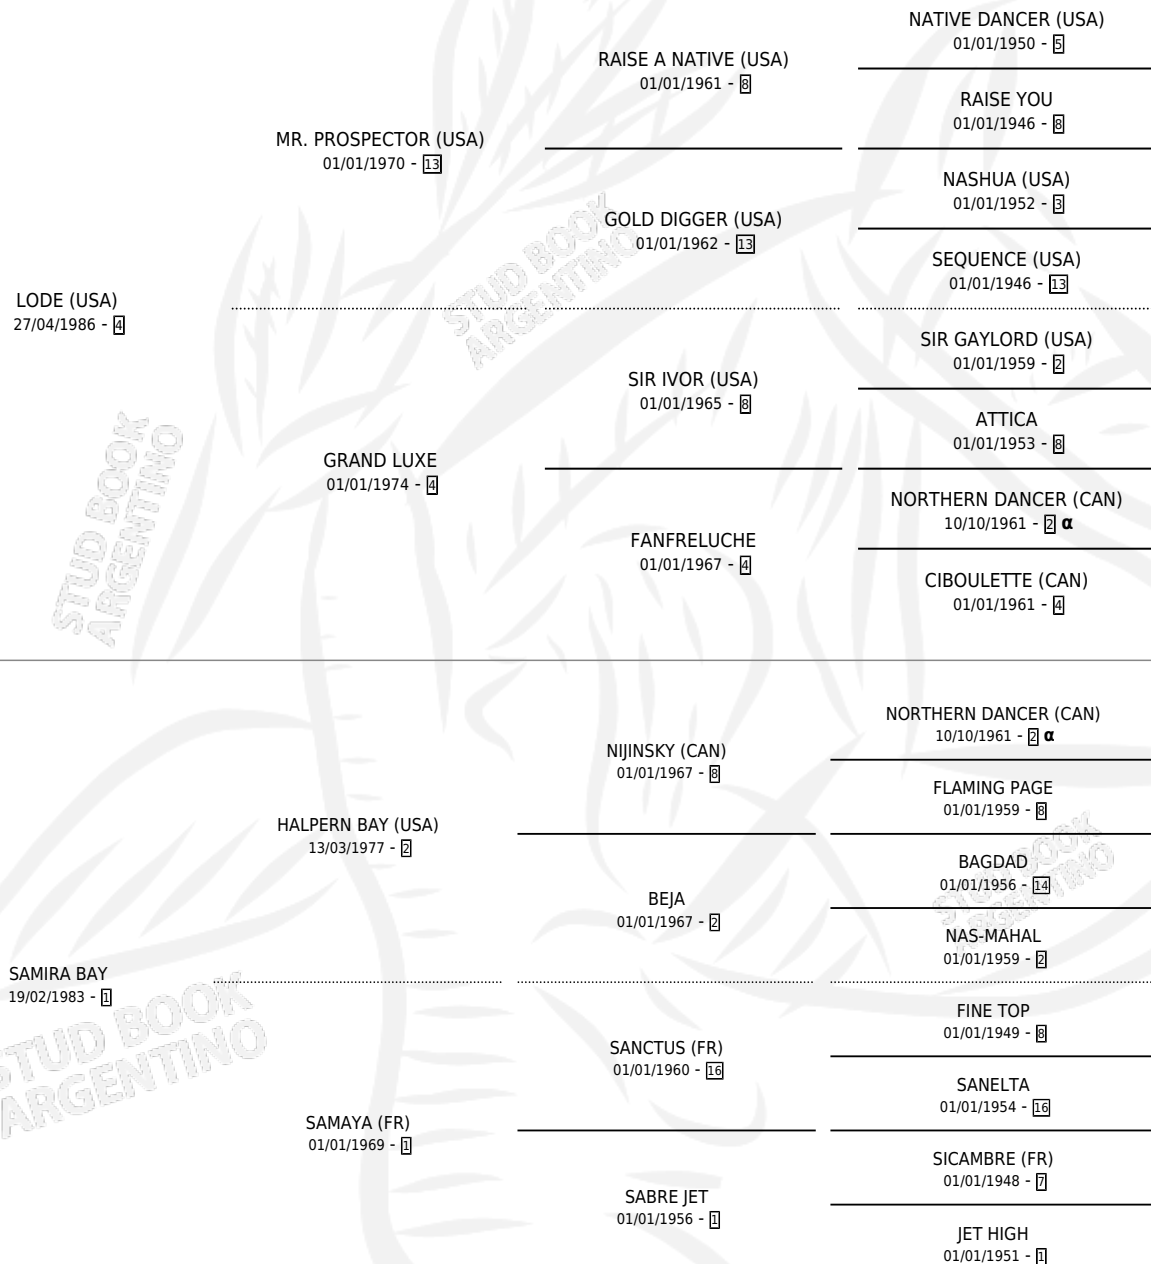 NATIVE DANCER (USA)
01/01/1950 - 5
RAISE A NATIVE (USA)
01/01/1961 - 8
RAISE YOU
01/01/1946 - 8
MR. PROSPECTOR (USA)
01/01/1970 - 13
NASHUA (USA)
01/01/1952 - 3
GOLD DIGGER (USA)
01/01/1962 - 13
SEQUENCE (USA)
01/01/1946 - 13
LODE (USA)
27/04/1986 - 4
SIR GAYLORD (USA)
01/01/1959 - 2
SIR IVOR (USA)
01/01/1965 - 8
ATTICA
01/01/1953 - 8
GRAND LUXE
01/01/1974 - 4
NORTHERN DANCER (CAN)
10/10/1961 - 2 α
FANFRELUCHE
01/01/1967 - 4
CIBOULETTE (CAN)
01/01/1961 - 4
NORTHERN DANCER (CAN)
10/10/1961 - 2 α
NIJINSKY (CAN)
01/01/1967 - 8
FLAMING PAGE
01/01/1959 - 8
HALPERN BAY (USA)
13/03/1977 - 2
BAGDAD
01/01/1956 - 14
BEJA
01/01/1967 - 2
NAS-MAHAL
01/01/1959 - 2
SAMIRA BAY
19/02/1983 - 1
FINE TOP
01/01/1949 - 8
SANCTUS (FR)
01/01/1960 - 16
SANELTA
01/01/1954 - 16
SAMAYA (FR)
01/01/1969 - 1
SICAMBRE (FR)
01/01/1948 - 7
SABRE JET
01/01/1956 - 1
JET HIGH
01/01/1951 - 1
STUD BOOK
ARGENTINO
STUD BOOK
ARGENTINO
STUD BOOK
ARGENTINO
STUD BOOK
ARGENTINO